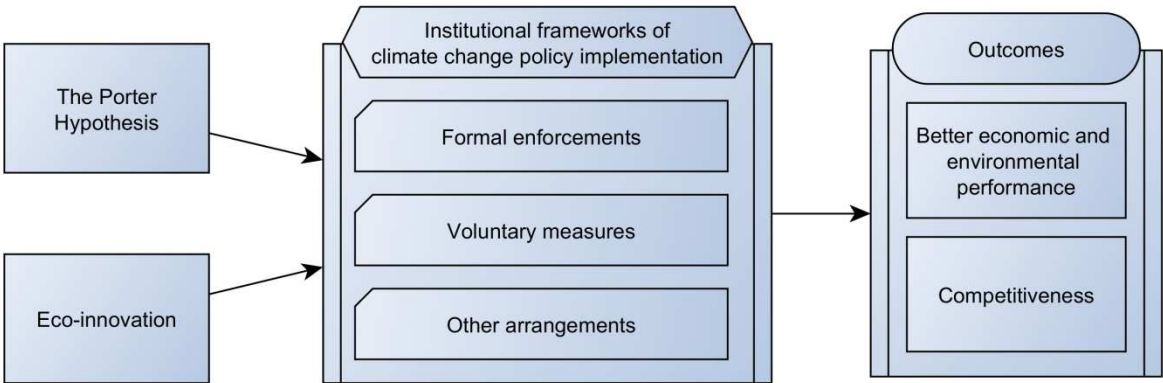 The Porter
Hypothesis
Eco-innovation
Institutional frameworks of
climate change policy implementation
Formal enforcements
Voluntary measures
Other arrangements
Outcomes
Better economic and
environmental
performance
Competitiveness